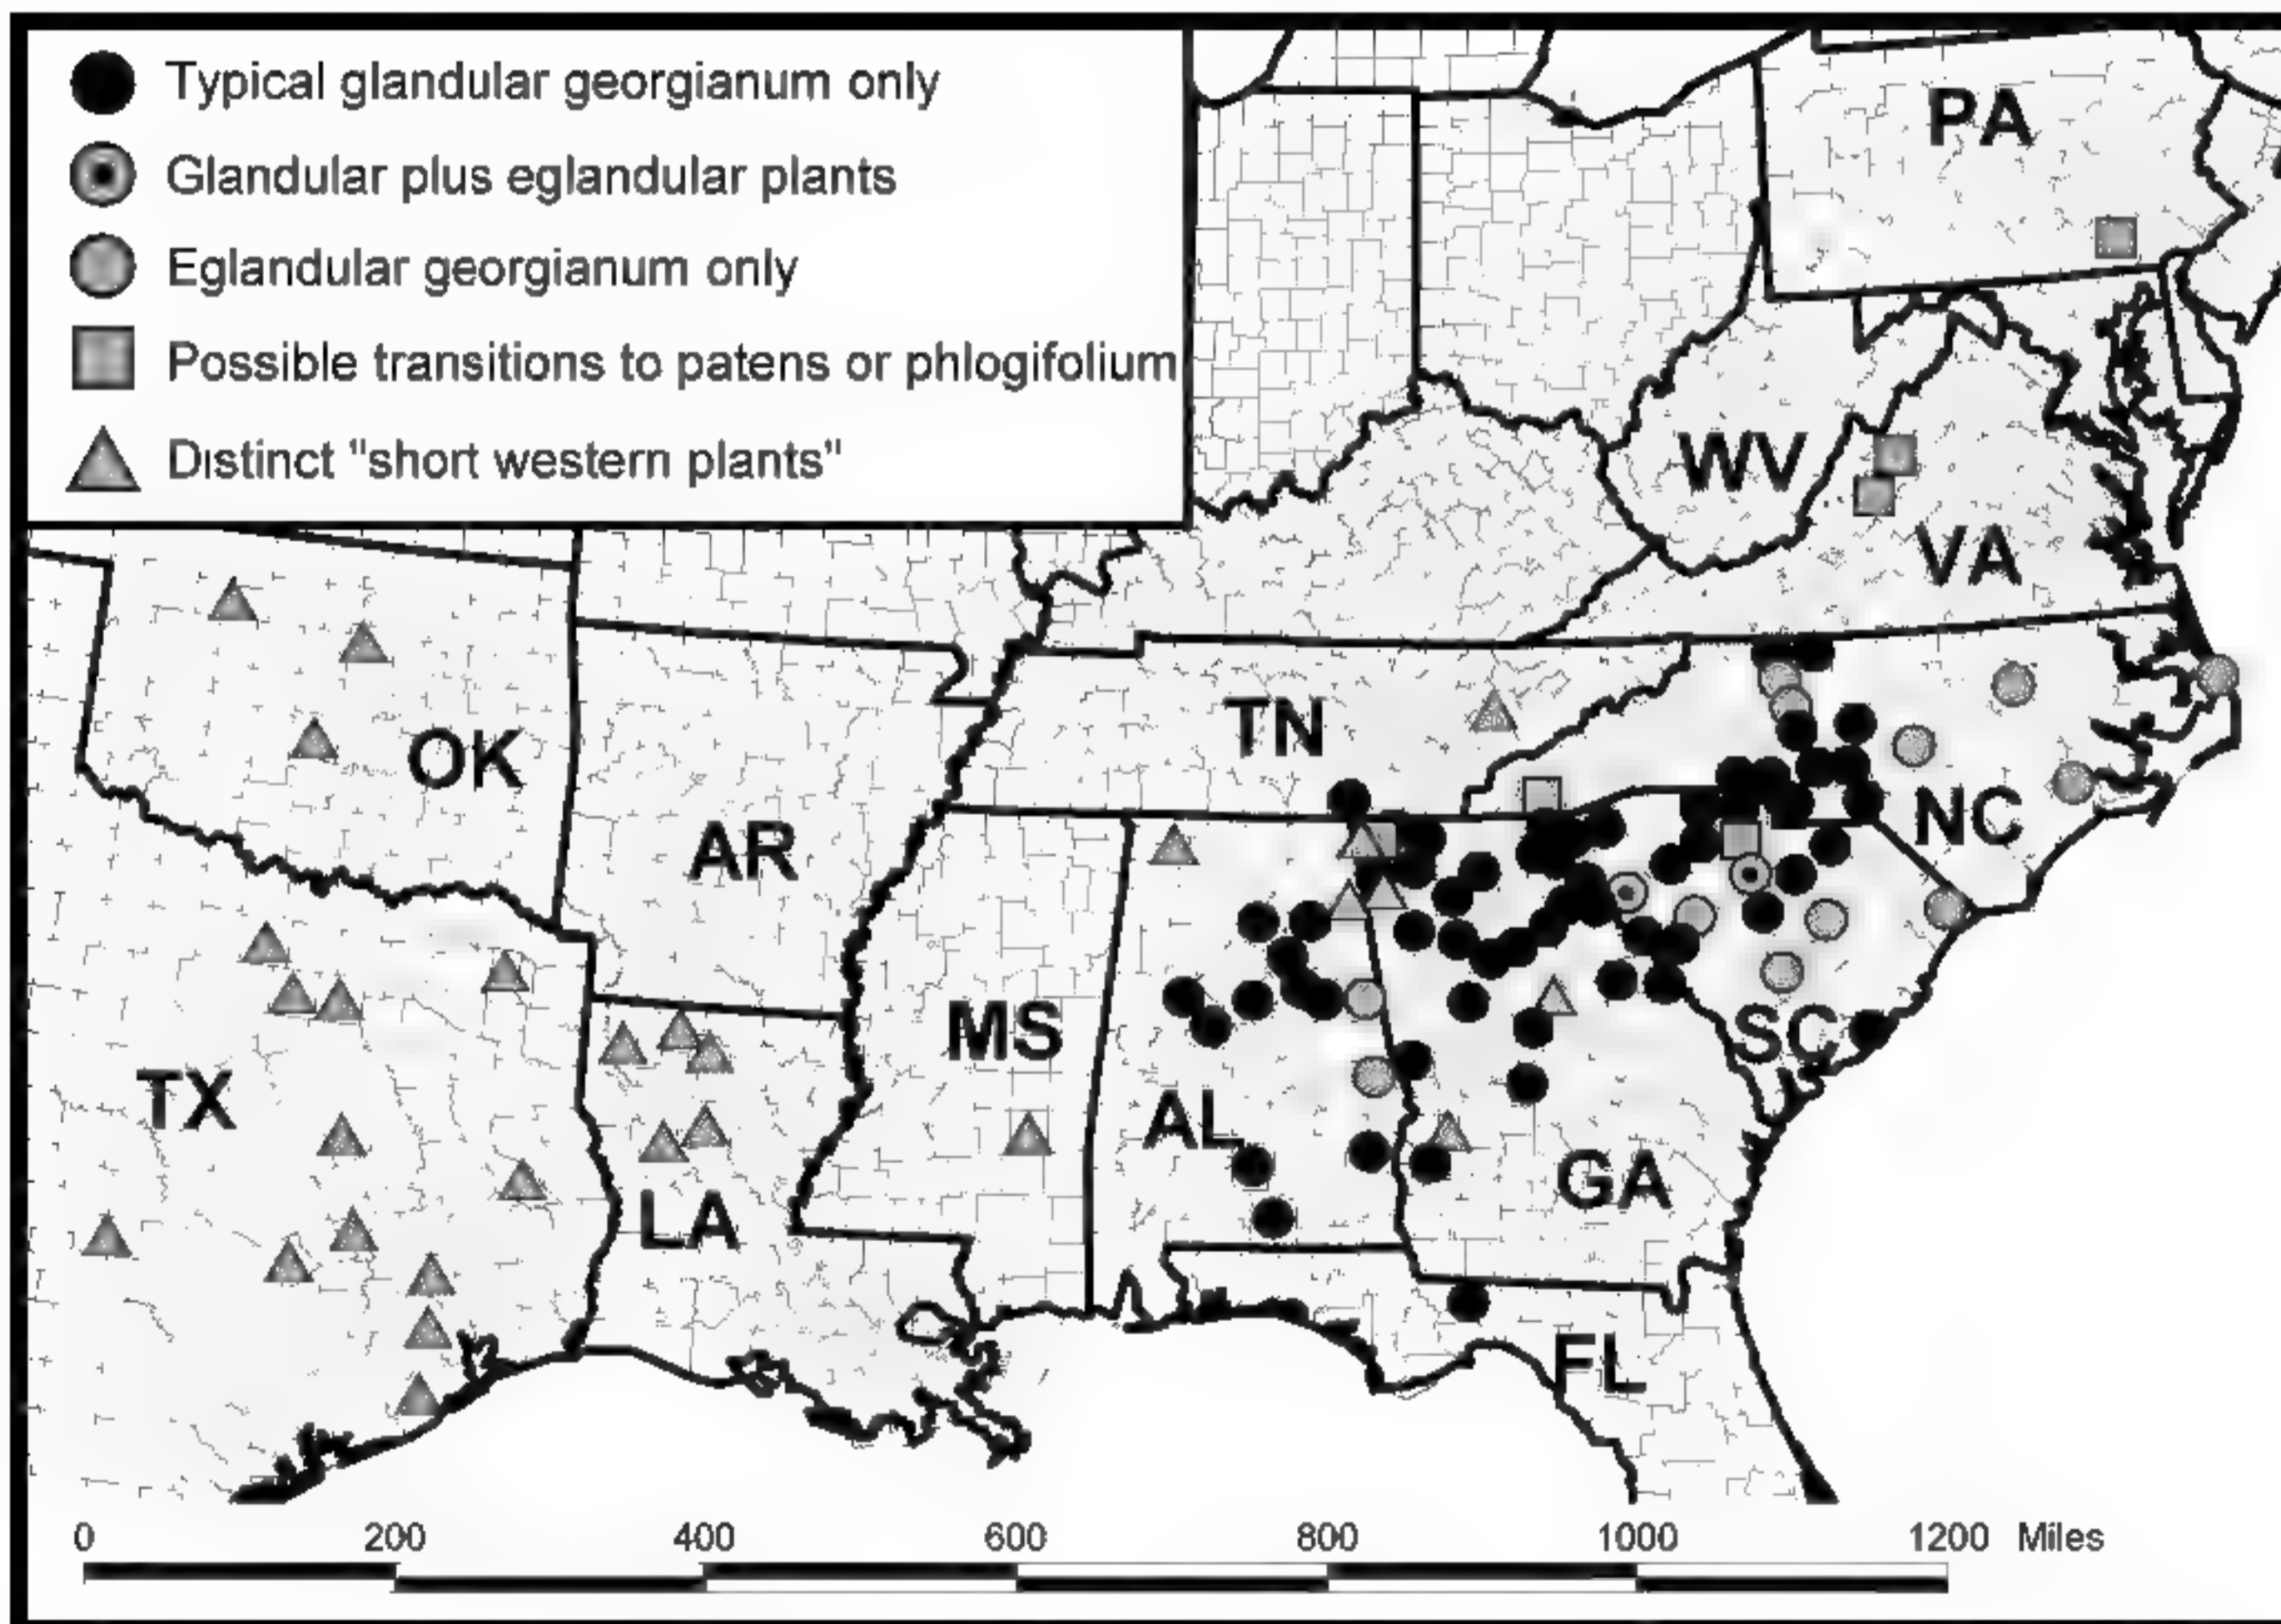 Typical glandular georgianum only
Glandular plus eglandular plants
Eglandular georgianum only
Possible transitions to patens or phlogifolium
Distinct "short western plants"
PA
WV
VA
OK
TN
AR
NC
MS
SC
TX
AL
LA
GA
FL
0 200 400 600 800 1000 1200 Miles